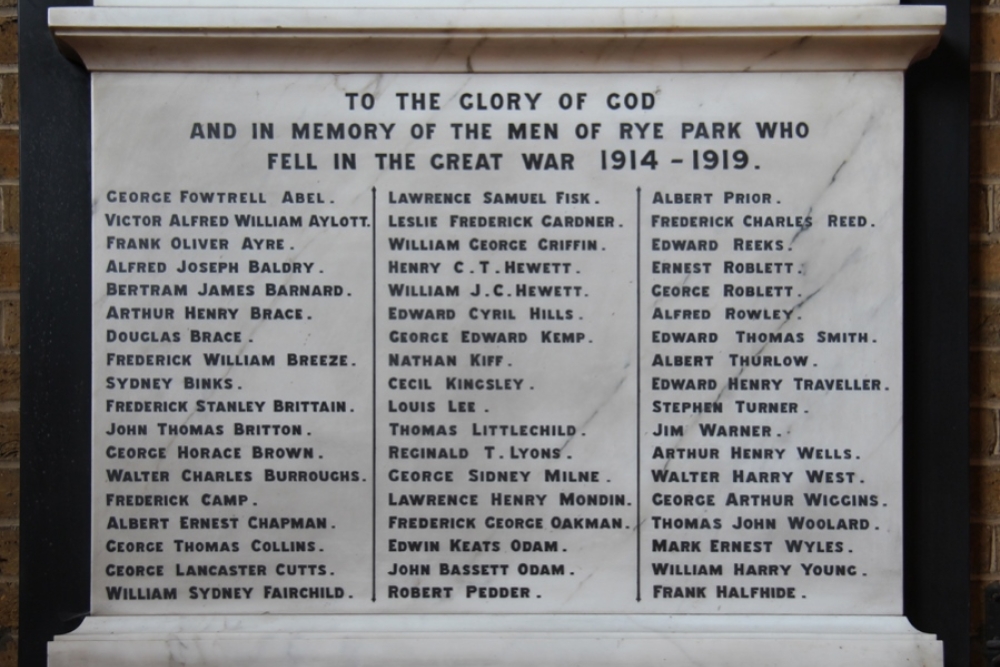 TO THE GLORY OF GOD
AND IN MEMORY OF THE MEN OF RYE PARK WHO
FELL IN THE GREAT WAR 1914 - 1919.
GEORGE FOWTRELL ABEL.
VICTOR ALFRED WILLIAM AYLOTT.
FRANK OLIVER AYRE.
ALFRED JOSEPH BALDRY.
BERTRAM JAMES BARNARD.
ARTHUR HENRY BRACE.
DOUGLAS BRACE.
FREDERICK WILLIAM BREEZE.
SYDNEY BINKS.
FREDERICK STANLEY BRITTAIN.
JOHN THOMAS BRITTON.
GEORGE HORACE BROWN.
WALTER CHARLES BURROUGHS.
FREDERICK CAMP.
ALBERT ERNEST CHAPMAN.
GEORGE THOMAS COLLINS.
GEORGE LANCASTER CUTTS.
WILLIAM SYDNEY FAIRCHILD.
LAWRENCE SAMUEL FISK.
LESLIE FREDERICK GARDNER.
WILLIAM GEORGE GRIFFIN.
HENRY C.T. HEWETT.
WILLIAM J.C. HEWETT.
EDWARD CYRIL HILLS.
GEORGE EDWARD KEMP.
NATHAN KIFF.
CECIL KINGSLEY.
LOUIS LEE.
THOMAS LITTLECHILD.
REGINALD T. LYONS.
GEORGE SIDNEY MILNE.
LAWRENCE HENRY MONDIN.
FREDERICK GEORGE OAKMAN.
EDWIN KEATS ODAM.
JOHN BASSETT ODAM.
ROBERT PEDDER.
ALBERT PRIOR.
FREDERICK CHARLES REED.
EDWARD REEKS.
ERNEST ROBLETT.
GEORGE ROBLETT.
ALFRED ROWLEY.
EDWARD THOMAS SMITH.
ALBERT THURLOW.
EDWARD HENRY TRAVELLER.
STEPHEN TURNER.
JIM WARNER.
ARTHUR HENRY WELLS.
WALTER HARRY WEST.
GEORGE ARTHUR WIGGINS.
THOMAS JOHN WOOLARD.
MARK ERNEST WYLES.
WILLIAM HARRY YOUNG.
FRANK HALFHIDE.